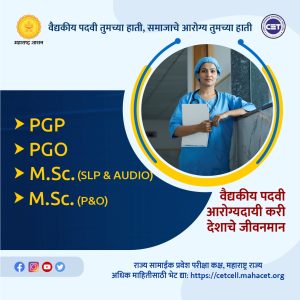 महाराष्ट्र शासन
वैद्यकीय पदवी तुमच्या हाती, समाजाचे आरोग्य तुमच्या हाती
CET
PGP
PGO
M.Sc. (SLP & AUDIO)
M.Sc. (P&O)
वैद्यकीय पदवी
आरोग्यदायी करी
देशाचे जीवनमान
राज्य सामाईक प्रवेश परीक्षा कक्ष, महाराष्ट्र राज्य
अधिक माहितीसाठी भेट द्या: https://cetcell.mahacet.org